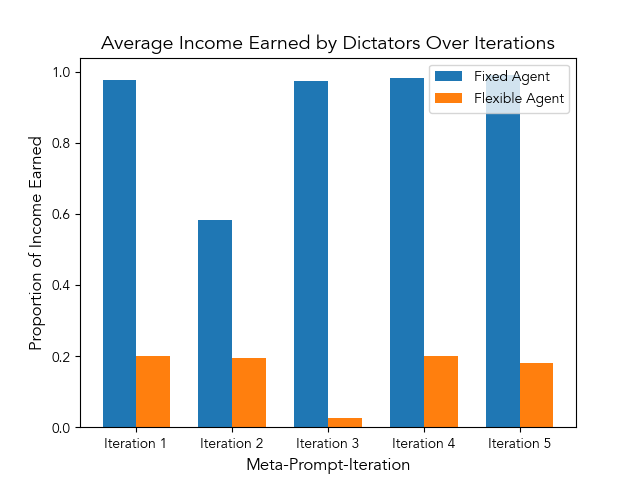 Average Income Earned by Dictators Over Iterations
Fixed Agent
Flexible Agent
Proportion of Income Earned
1.0
0.8
0.6
0.4
0.2
0.0
Iteration 1 Iteration 2 Iteration 3 Iteration 4 Iteration 5
Meta-Prompt-Iteration